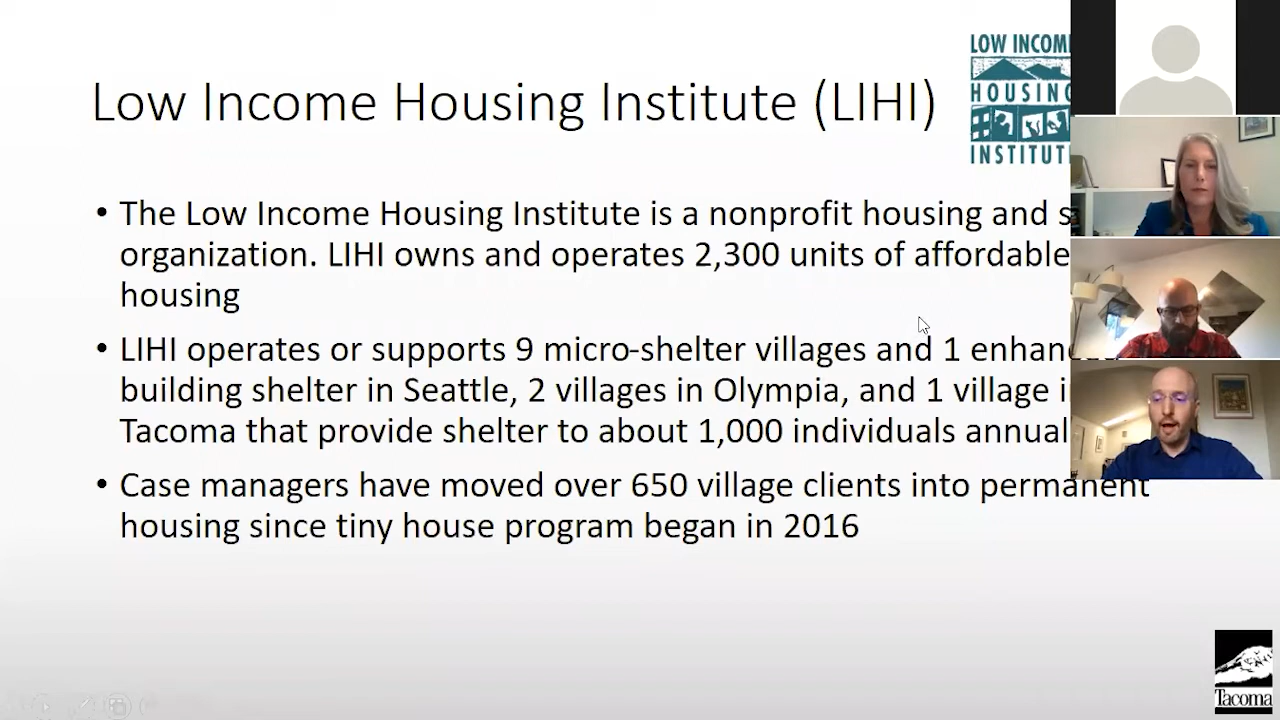 Low Income Housing Institute (LIHI)
LOW INCOM
HOUSING
INSTITUT
• The Low Income Housing Institute is a nonprofit housing and s
organization. LIHI owns and operates 2,300 units of affordable
housing
• LIHI operates or supports 9 micro-shelter villages and 1
building shelter in Seattle, 2 villages in Olympia, and 1 village i
Tacoma that provide shelter to about 1,000 individuals annual
• Case managers have moved over 650 village clients into permanent
housing since tiny house program began in 2016
Tacoma